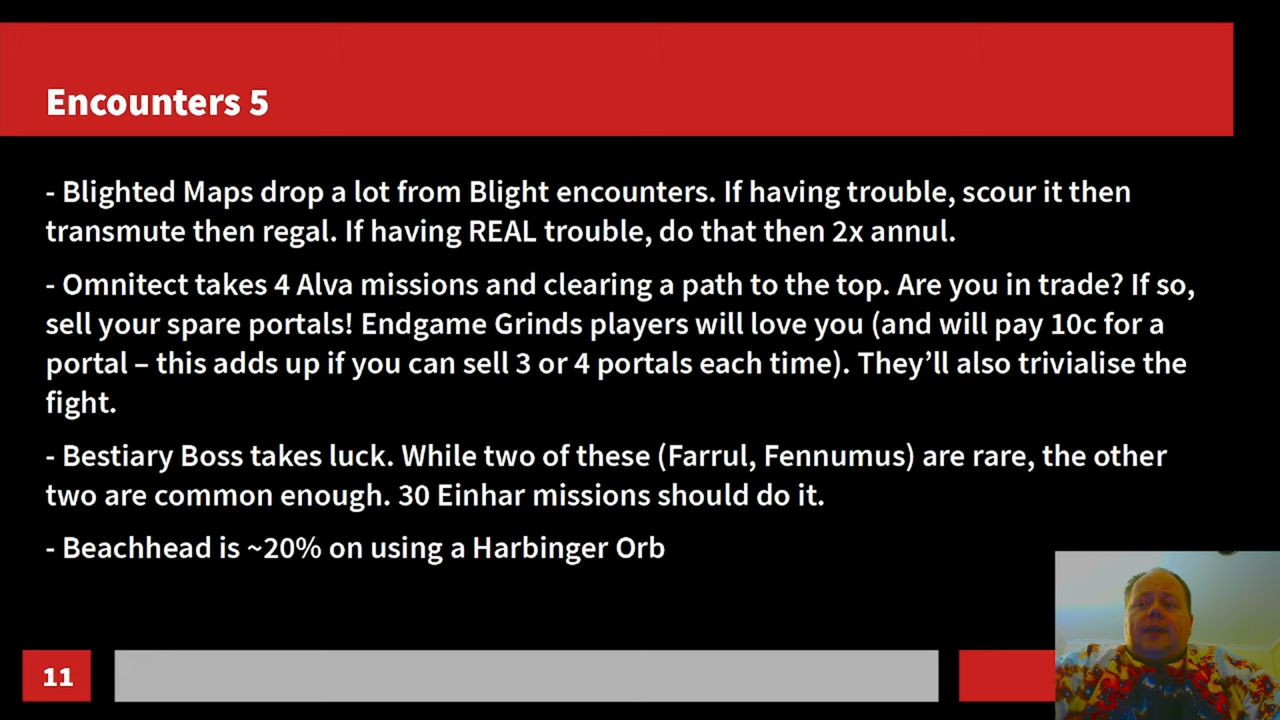 Encounters 5
- Blighted Maps drop a lot from Blight encounters. If having trouble, scour it then
transmute then regal. If having REAL trouble, do that then 2x annul.
- Omnitect takes 4 Alva missions and clearing a path to the top. Are you in trade? If so,
sell your spare portals! Endgame Grinds players will love you (and will pay 10c for a
portal – this adds up if you can sell 3 or 4 portals each time). They’ll also trivialise the
fight.
- Bestiary Boss takes luck. While two of these (Farrul, Fennumus) are rare, the other
two are common enough. 30 Einhar missions should do it.
- Beachhead is ~20% on using a Harbinger Orb
11